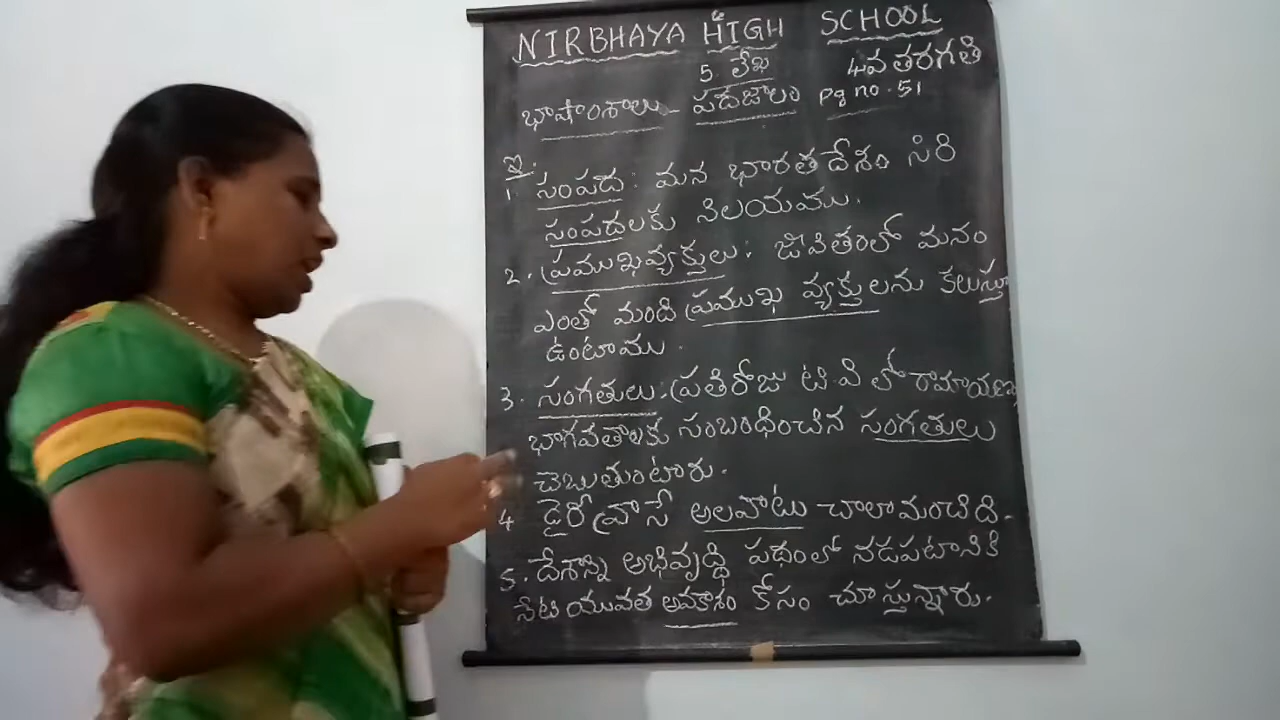 NIRBHAYA HIGH SCHOOL
5. లేఖ 4వ తరగతి
భాషాంశాలు - పదజాలం pg no. 51
ఇ.
1. సంపద : మన భారతదేశం సిరి
సంపదలకు నిలయము.
2. ప్రముఖవ్యక్తులు : జీవితంలో మనం
ఎంతో మంది ప్రముఖ వ్యక్తులను కలుస్తూ
ఉంటాము.
3. సంగతులు : ప్రతిరోజు టి.వి లో రామాయణ,
భాగవతాలకు సంబంధించిన సంగతులు
చెబుతుంటారు.
4 డైరీ వ్రాసే అలవాటు చాలామంచిది.
5. దేశాన్ని అభివృద్ధి పథంలో నడపటానికి
నేటి యువత అవకాశం కోసం చూస్తున్నారు.